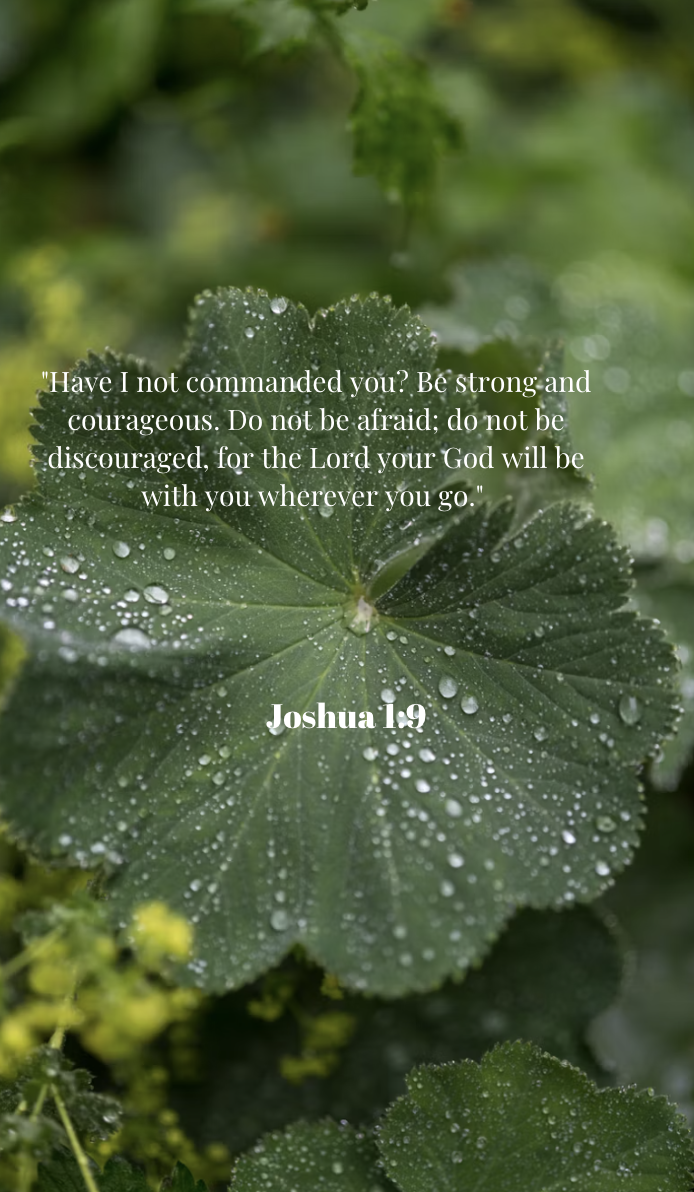 "Have I not commanded you? Be strong and
courageous. Do not be afraid; do not be
discouraged, for the Lord your God will be
with you wherever you go."
Joshua 1:9